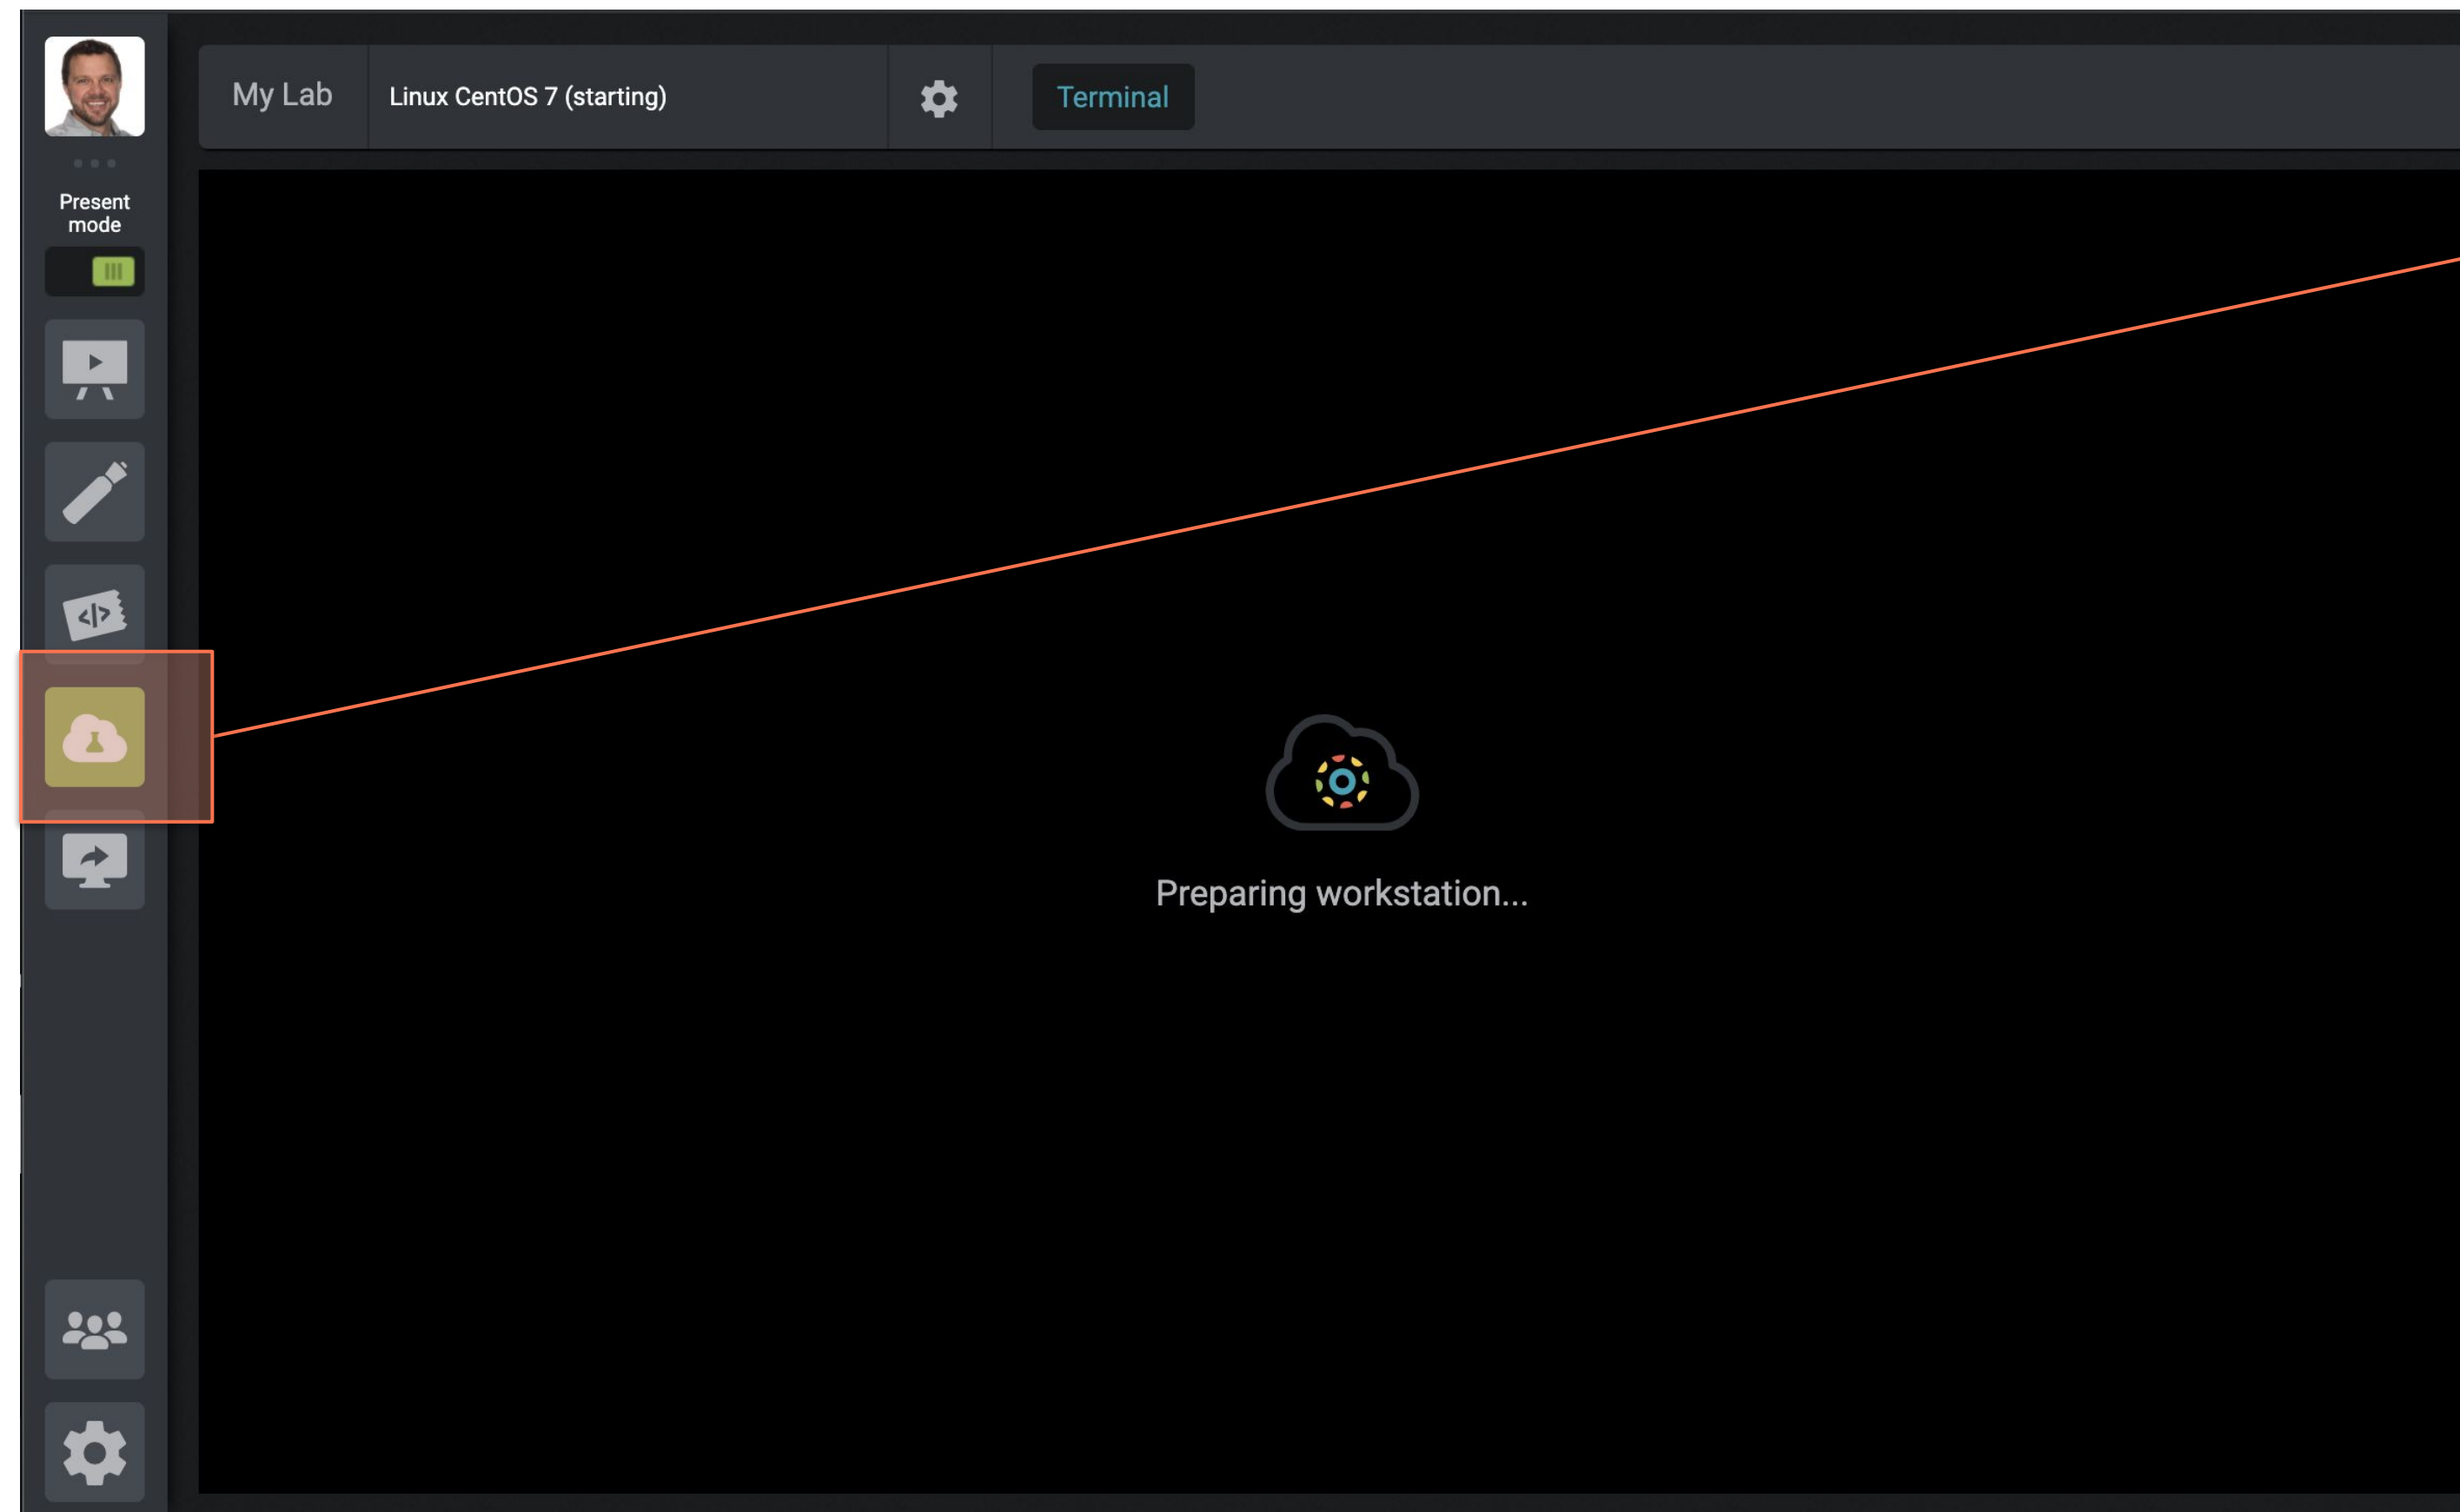 My Lab
Linux CentOS 7 (starting)
Terminal
Present
mode
</>
Preparing workstation...